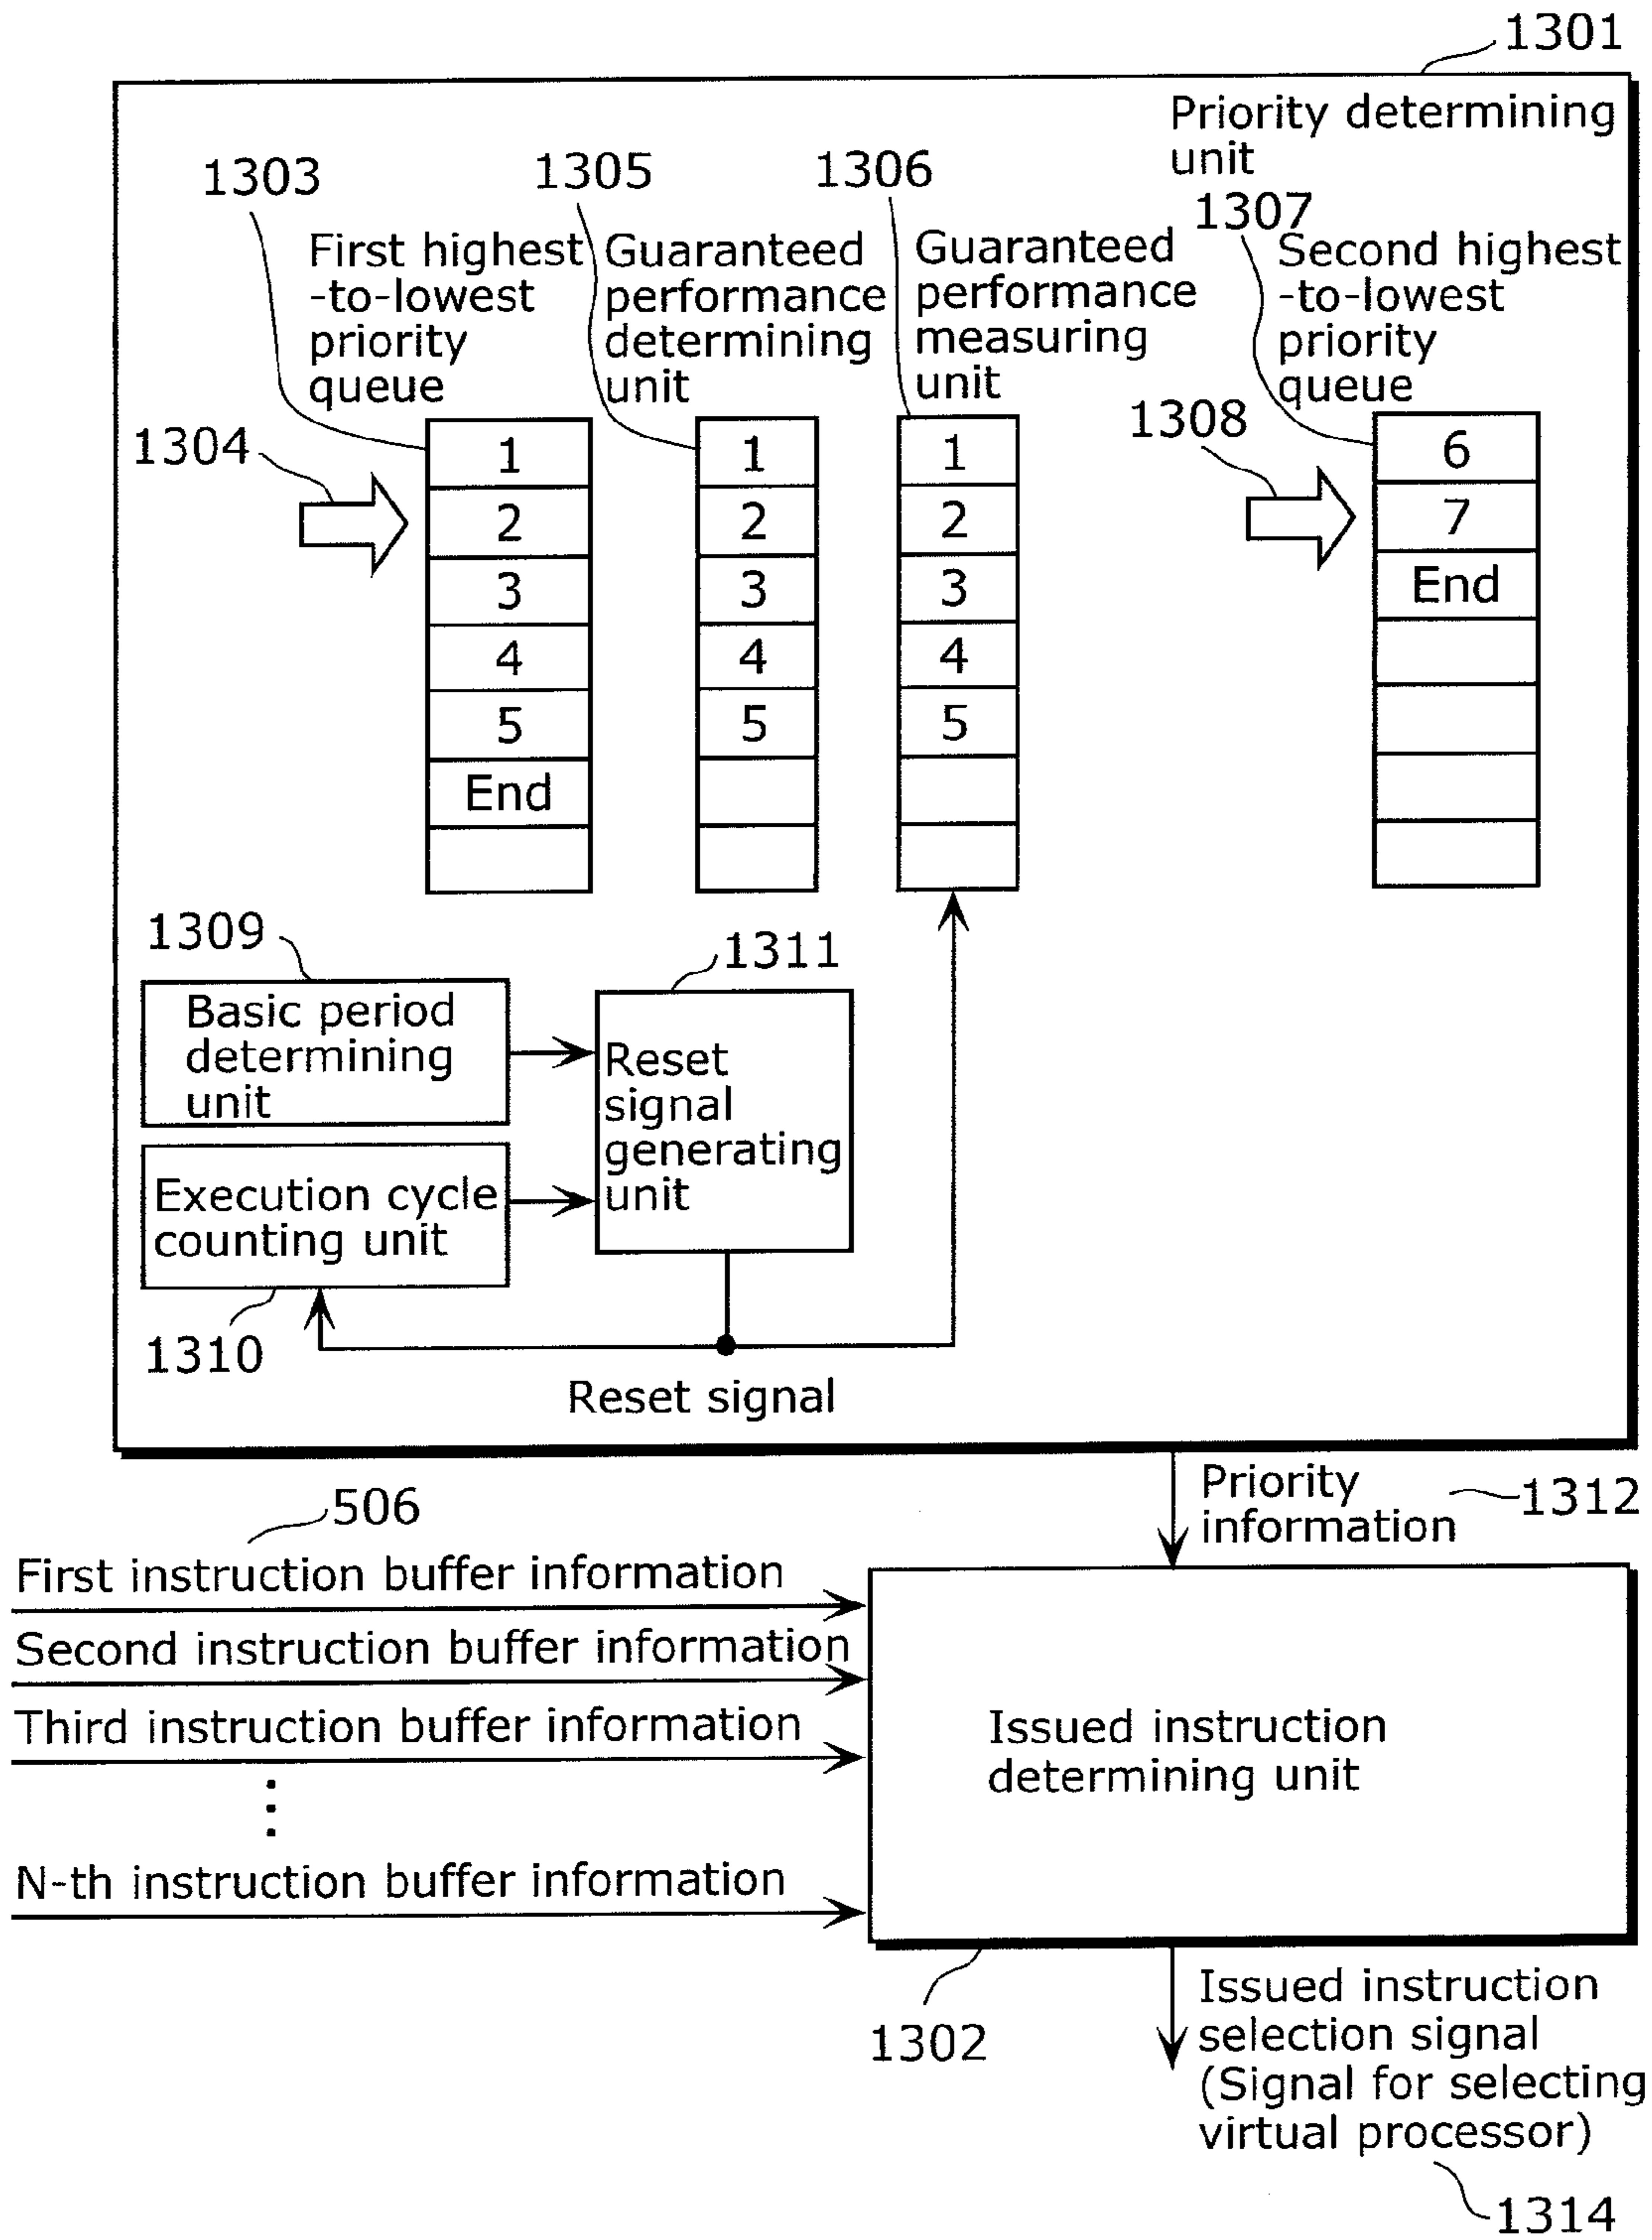 1301
Priority determining
unit
1303
1305
1306
1307
First highest
-to-lowest
priority
queue
Guaranteed
performance
determining
unit
Guaranteed
performance
measuring
unit
Second highest
-to-lowest
priority
queue
1304
1308
1
2
3
4
5
End
1
2
3
4
5
1
2
3
4
5
6
7
End
1309
1311
Basic period
determining
unit
Reset
signal
generating
unit
Execution cycle
counting unit
1310
Reset signal
Priority
information
1312
506
First instruction buffer information
Second instruction buffer information
Third instruction buffer information
⋮
N-th instruction buffer information
Issued instruction
determining unit
1302
Issued instruction
selection signal
(Signal for selecting
virtual processor)
1314